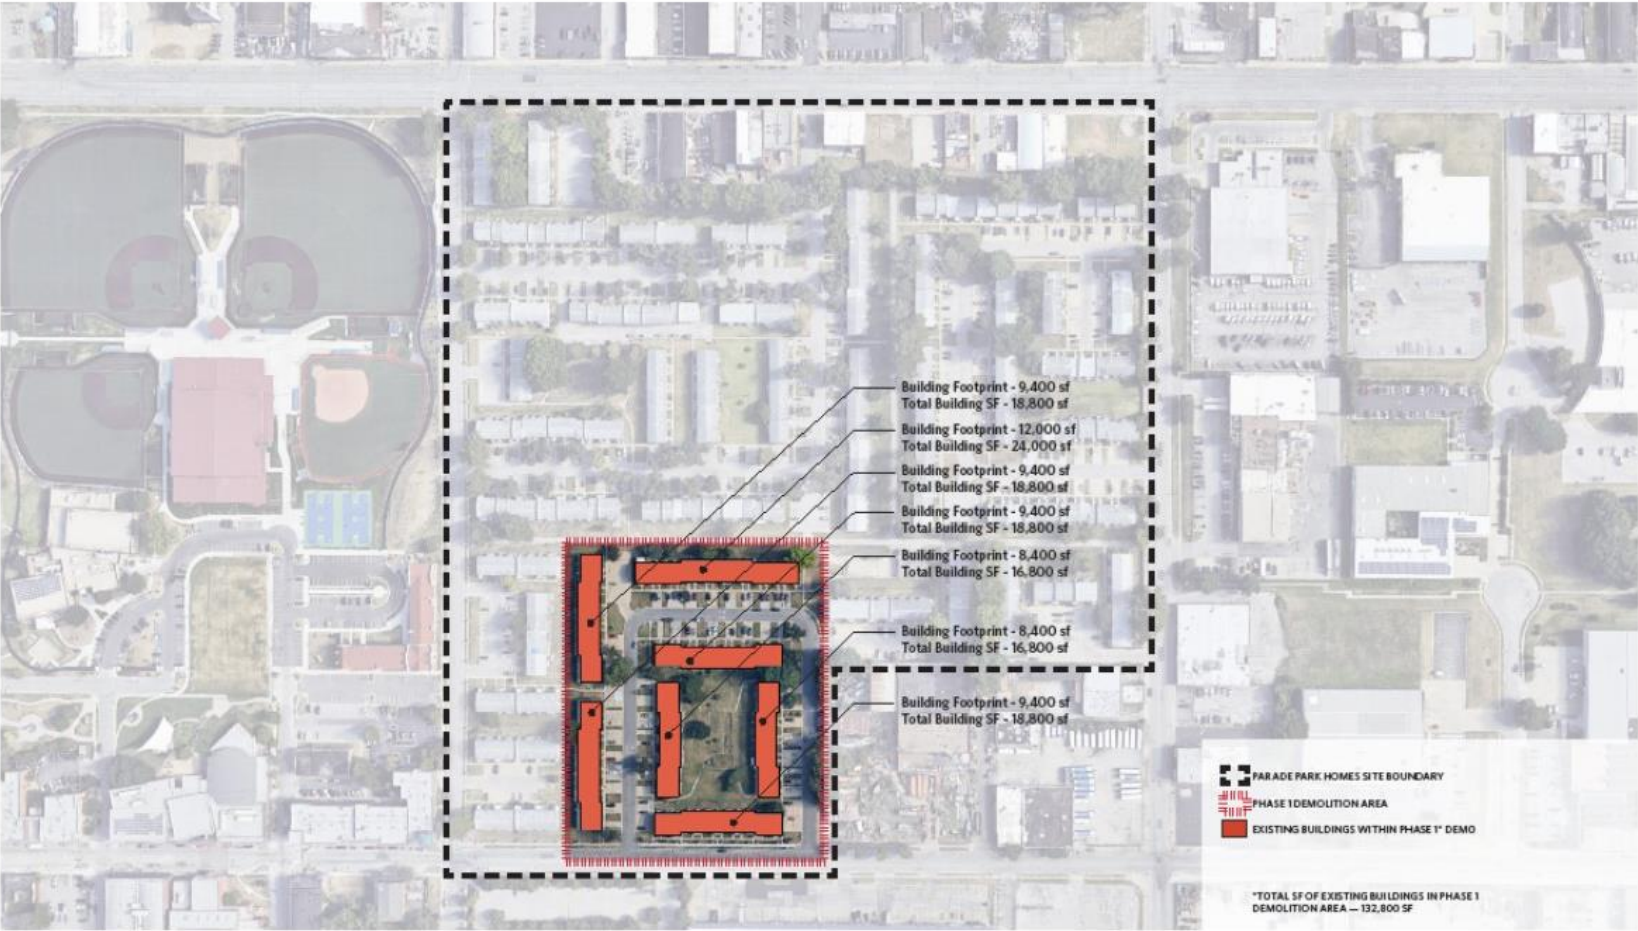 Building Footprint - 9,400 sf
Total Building SF - 18,800 sf
Building Footprint - 12,000 sf
Total Building SF - 24,000 sf
Building Footprint - 9,400 sf
Total Building SF - 18,800 sf
Building Footprint - 9,400 sf
Total Building SF - 18,800 sf
Building Footprint - 8,400 sf
Total Building SF - 16,800 sf
Building Footprint - 8,400 sf
Total Building SF - 16,800 sf
Building Footprint - 9,400 sf
Total Building SF - 18,800 sf
PARADE PARK HOMES SITE BOUNDARY
PHASE 1 DEMOLITION AREA
EXISTING BUILDINGS WITHIN PHASE 1* DEMO
*TOTAL SF OF EXISTING BUILDINGS IN PHASE 1
DEMOLITION AREA — 132,800 SF